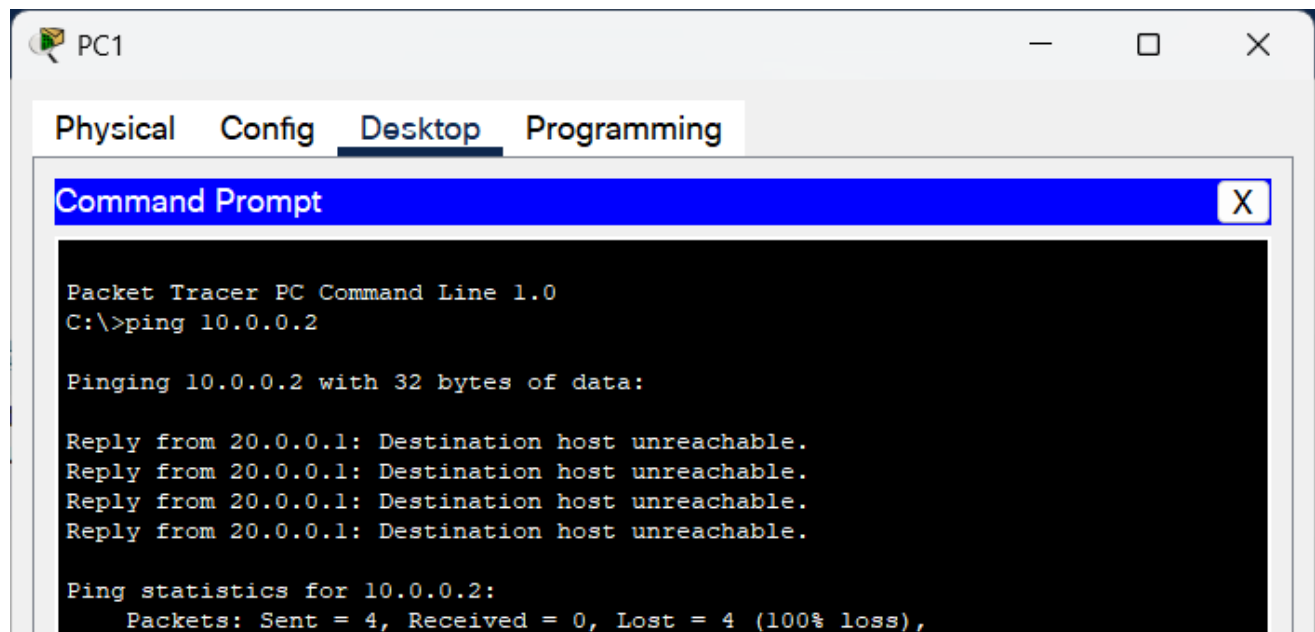 PC1
Physical Config Desktop Programming
Command Prompt X
Packet Tracer PC Command Line 1.0
C:\>ping 10.0.0.2
Pinging 10.0.0.2 with 32 bytes of data:
Reply from 20.0.0.1: Destination host unreachable.
Reply from 20.0.0.1: Destination host unreachable.
Reply from 20.0.0.1: Destination host unreachable.
Reply from 20.0.0.1: Destination host unreachable.
Ping statistics for 10.0.0.2:
Packets: Sent = 4, Received = 0, Lost = 4 (100% loss),